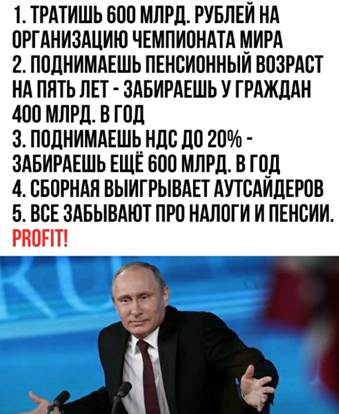 1. ТРАТИШЬ 600 МЛРД. РУБЛЕЙ НА
ОРГАНИЗАЦИЮ ЧЕМПИОНАТА МИРА
2. ПОДНИМАЕШЬ ПЕНСИОННЫЙ ВОЗРАСТ
НА ПЯТЬ ЛЕТ - ЗАБИРАЕШЬ У ГРАЖДАН
400 МЛРД. В ГОД
3. ПОДНИМАЕШЬ НДС ДО 20% -
ЗАБИРАЕШЬ ЕЩЁ 600 МЛРД. В ГОД
4. СБОРНАЯ ВЫИГРЫВАЕТ АУТСАЙДЕРОВ
5. ВСЕ ЗАБЫВАЮТ ПРО НАЛОГИ И ПЕНСИИ.
PROFIT!